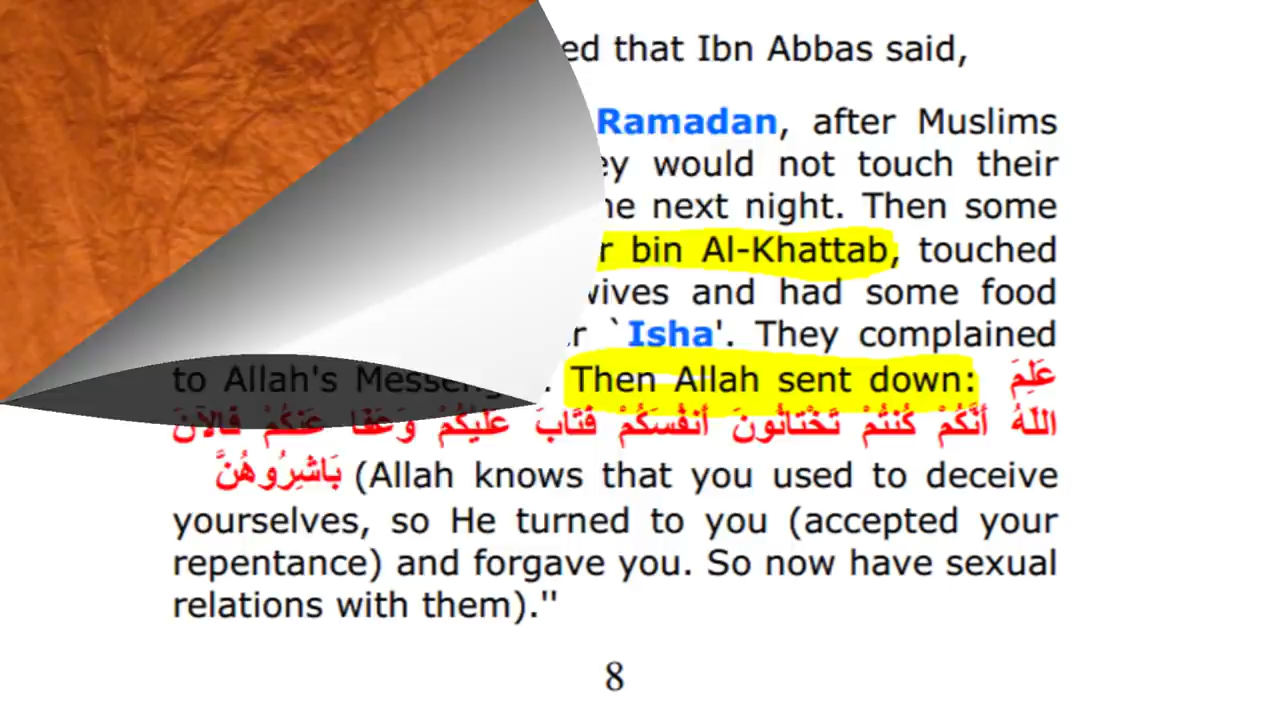 ed that Ibn Abbas said,
Ramadan, after Muslims
ey would not touch their
he next night. Then some
r bin Al-Khattab, touched
wives and had some food
r `Isha'. They complained
to Allah's Messeng . Then Allah sent down: عَلِمَ
اللَّهُ أَنَّكُمْ كُنتُمْ تَخْتانُونَ أَنفُسَكُمْ فَتَابَ عَلَيْكُمْ وَعَفَا عَنكُمْ فَالآنَ
بَاشِرُوهُنَّ (Allah knows that you used to deceive
yourselves, so He turned to you (accepted your
repentance) and forgave you. So now have sexual
relations with them)."
8